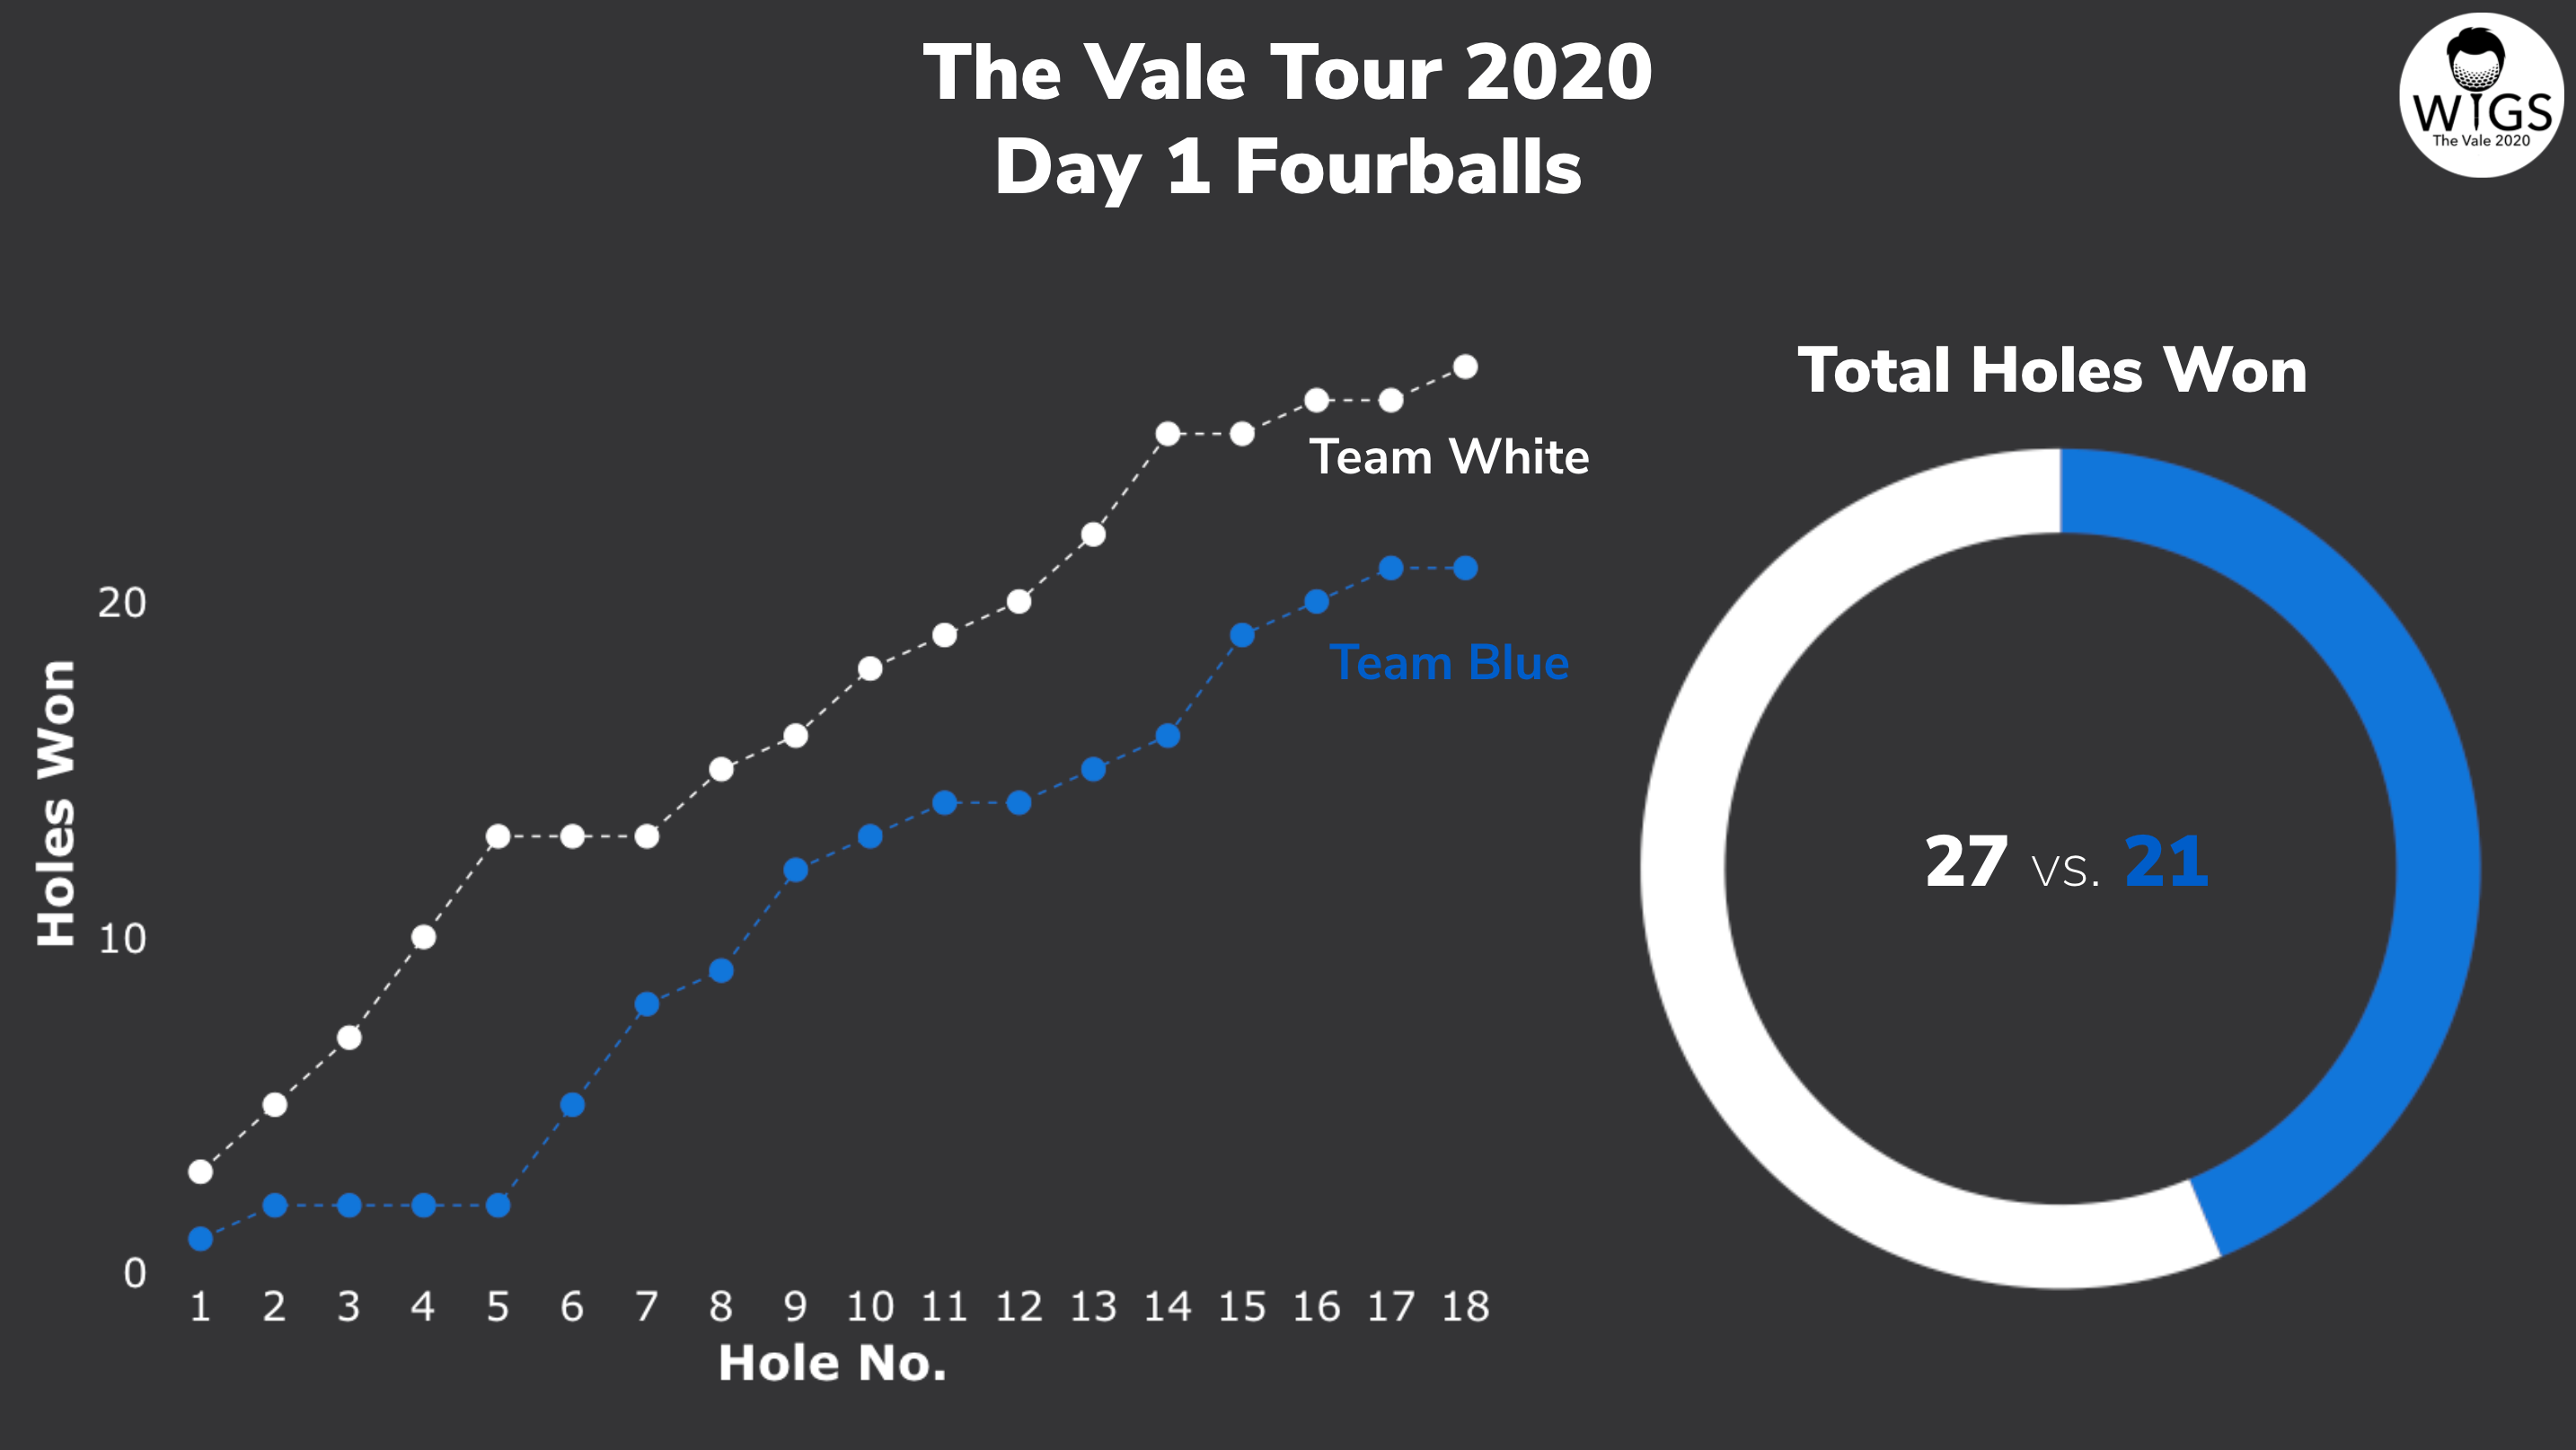 The Vale Tour 2020
Day 1 Fourballs
WIGS
The Vale 2020
Total Holes Won
Team White
Team Blue
27 vs. 21
Holes Won
20
10
0
1 2 3 4 5 6 7 8 9 10 11 12 13 14 15 16 17 18
Hole No.